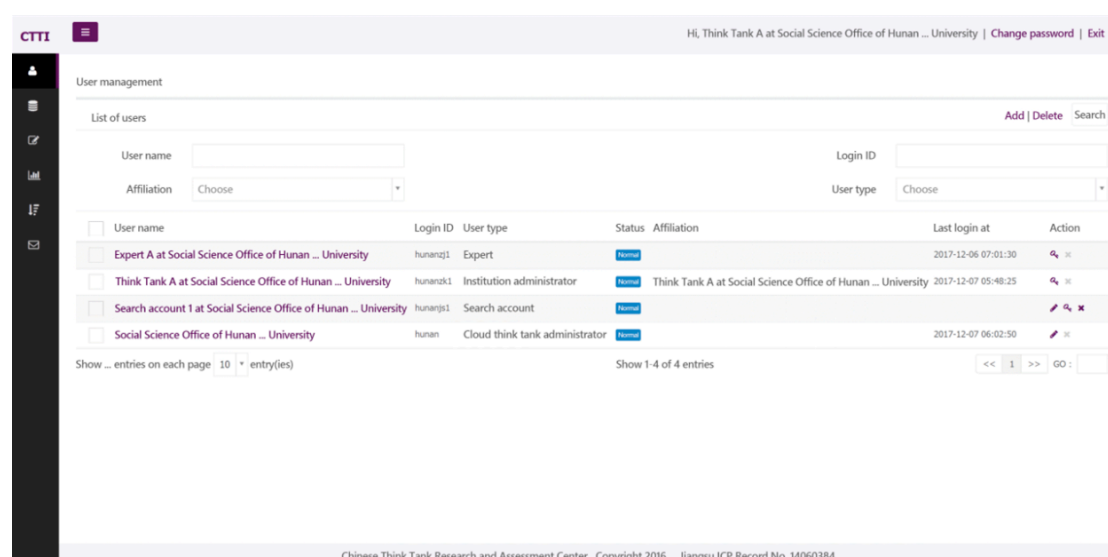 CTTI
Hi, Think Tank A at Social Science Office of Hunan ... University | Change password | Exit
User management
List of users
Add | Delete Search
User name
Login ID
Affiliation Choose
User type Choose
User name Login ID User type Status Affiliation Last login at Action
Expert A at Social Science Office of Hunan ... University hunanzj1 Expert Normal 2017-12-06 07:01:30
Think Tank A at Social Science Office of Hunan ... University hunanzk1 Institution administrator Normal Think Tank A at Social Science Office of Hunan ... University 2017-12-07 05:48:25
Search account 1 at Social Science Office of Hunan ... University hunanjs1 Search account Normal
Social Science Office of Hunan ... University hunan Cloud think tank administrator Normal 2017-12-07 06:02:50
Show ... entries on each page 10 entry(ies) Show 1-4 of 4 entries << 1 >> GO :
Chinese Think Tank Research and Assessment Center Copyright 2016 Jiangsu ICP Record No. 14060384